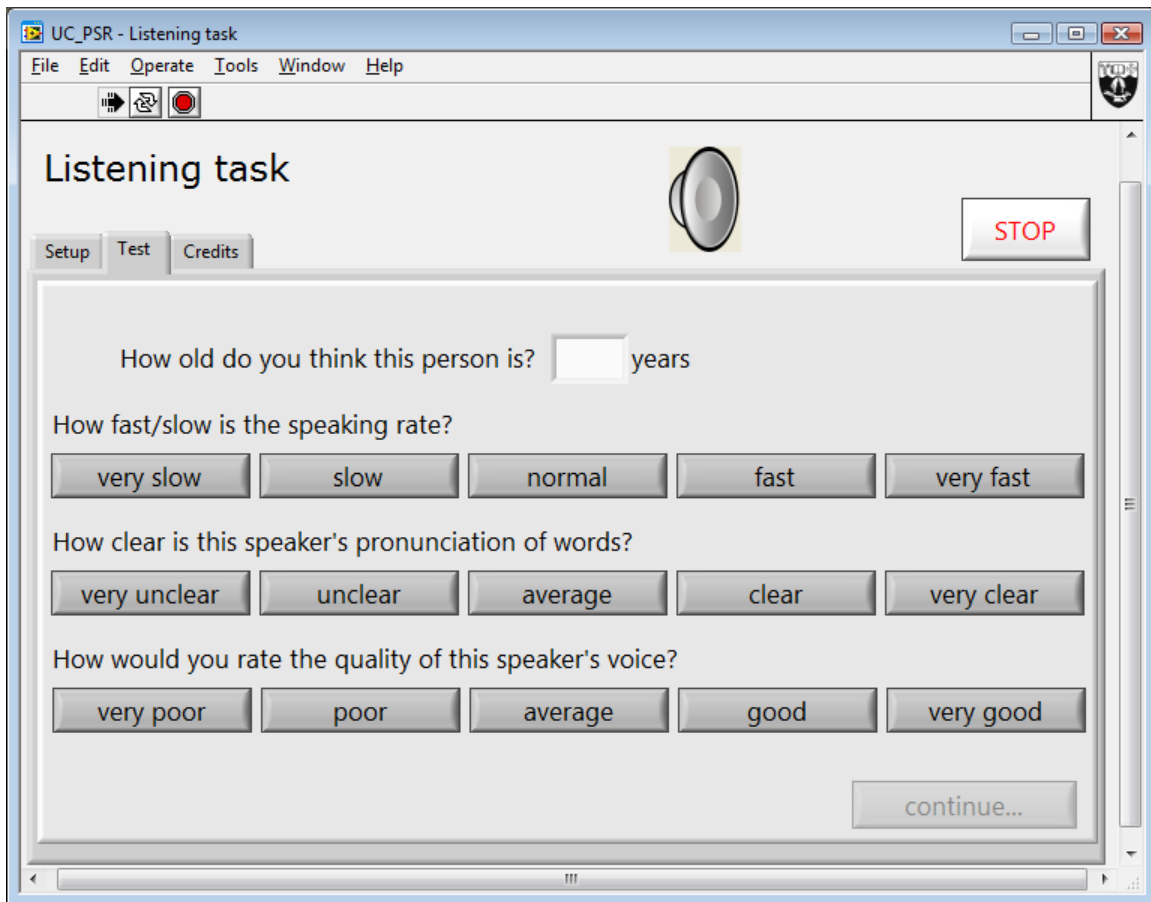 UC_PSR - Listening task
File Edit Operate Tools Window Help
Listening task
STOP
Setup Test Credits
How old do you think this person is? years
How fast/slow is the speaking rate?
very slow slow normal fast very fast
How clear is this speaker's pronunciation of words?
very unclear unclear average clear very clear
How would you rate the quality of this speaker's voice?
very poor poor average good very good
continue...